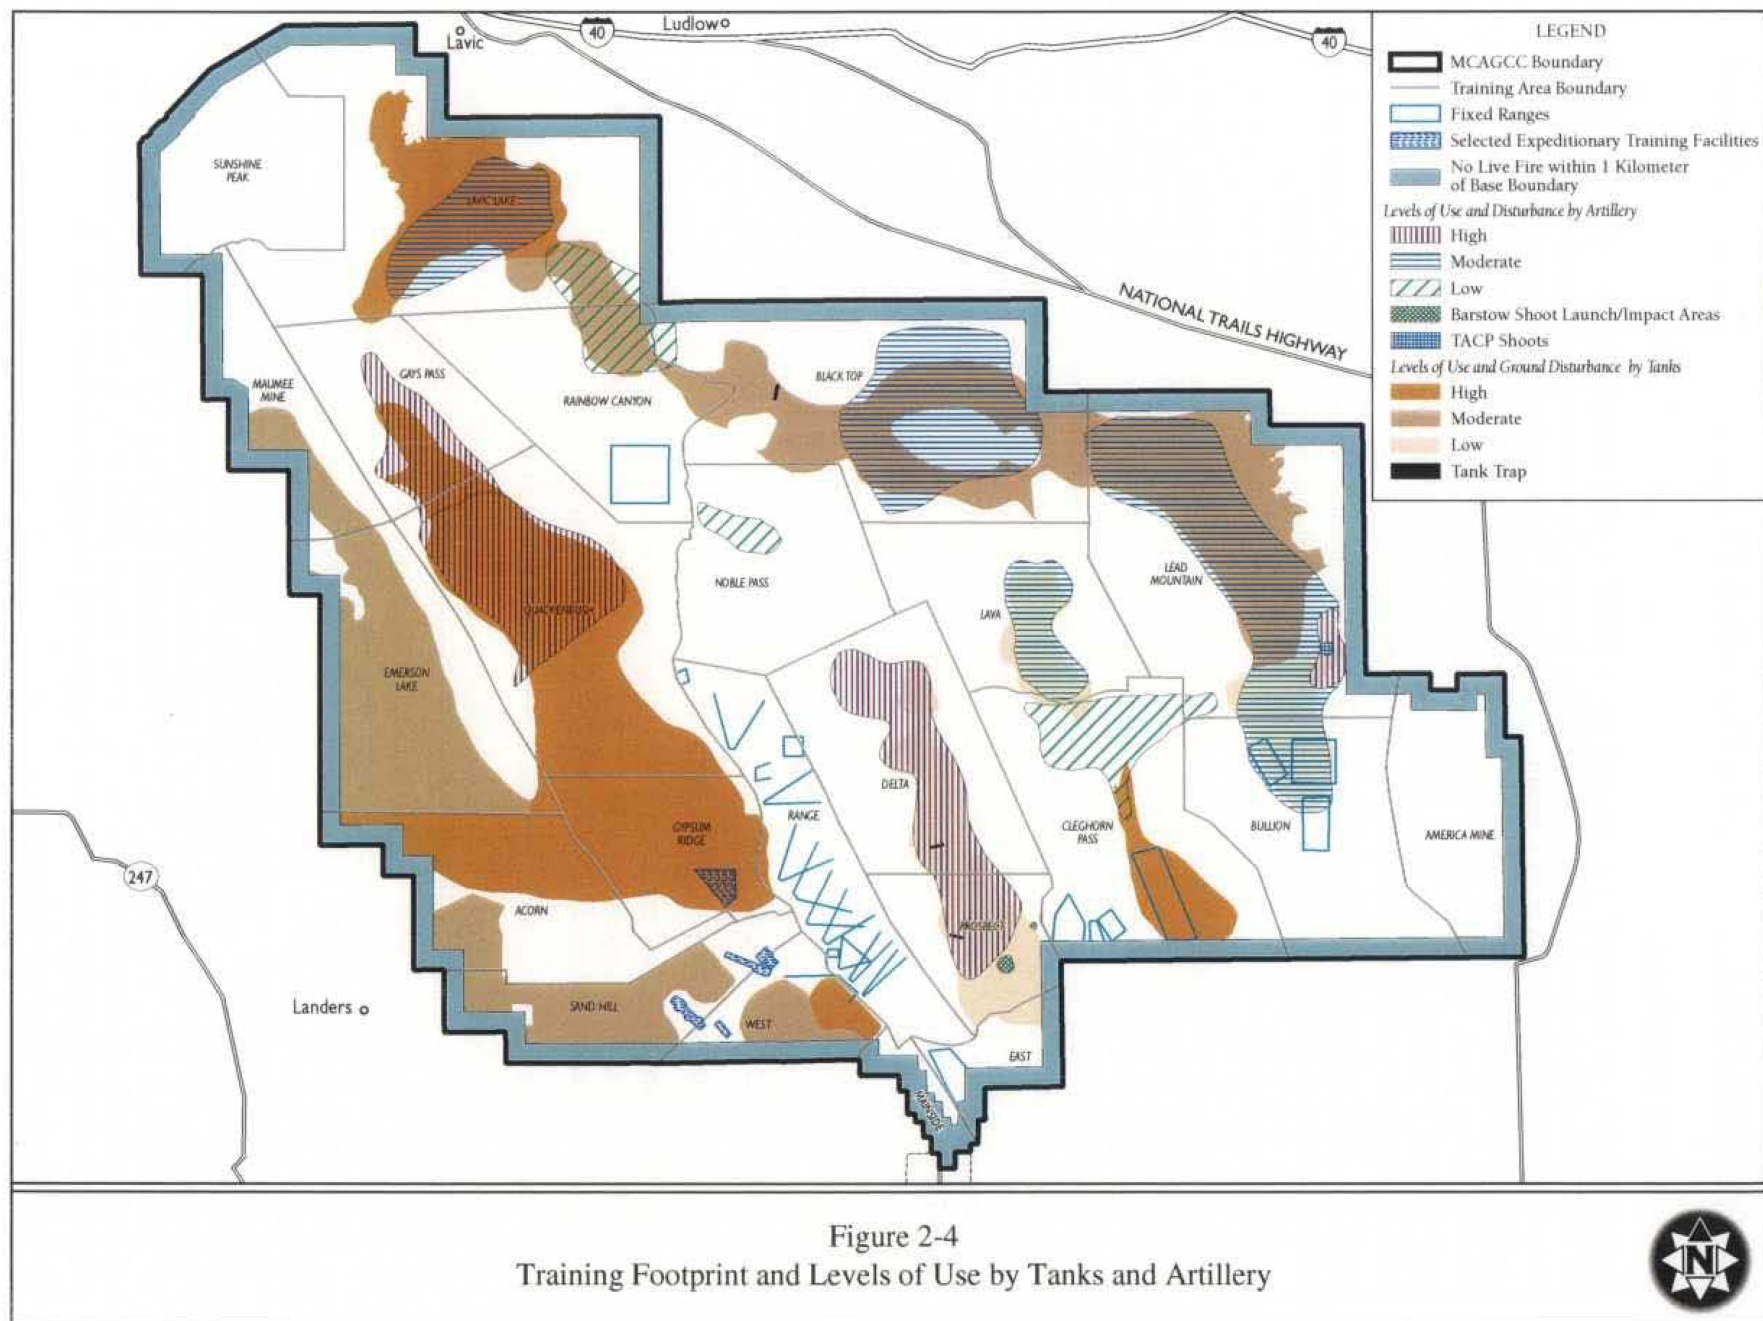 Lavic
40
Ludlow
40
LEGEND
MCAGCC Boundary
Training Area Boundary
Fixed Ranges
Selected Expeditionary Training Facilities
No Live Fire within 1 Kilometer
of Base Boundary
Levels of Use and Disturbance by Artillery
High
Moderate
Low
Barstow Shoot Launch/Impact Areas
TACP Shoots
Levels of Use and Ground Disturbance by Tanks
High
Moderate
Low
Tank Trap
SUNSHINE
PEAK
LAVIC LAKE
NATIONAL TRAILS HIGHWAY
MAUMEE
MINE
GAYS PASS
RAINBOW CANYON
BLACK TOP
QUACKENBUSH
NOBLE PASS
LEAD
MOUNTAIN
LAVA
EMERSON
LAKE
DELTA
RANGE
GYPSUM
RIDGE
CLEGHORN
PASS
BULLION
AMERICA MINE
247
ACORN
PROSPECT
Landers
SAND HILL
WEST
EAST
MAINSIDE
Figure 2-4
Training Footprint and Levels of Use by Tanks and Artillery
N